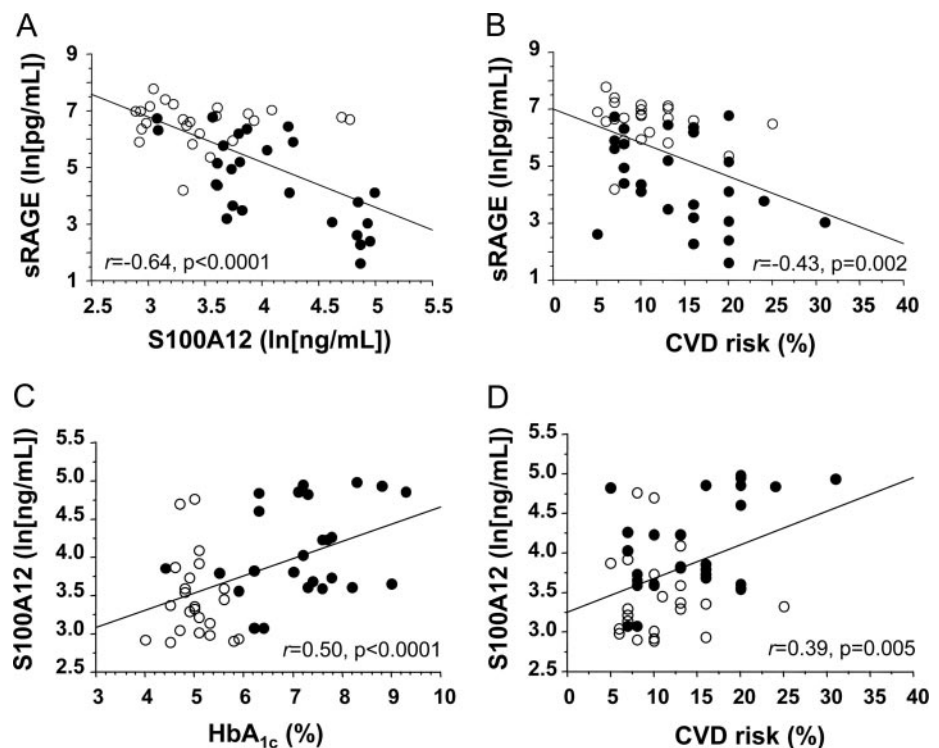 A
sRAGE (ln[pg/mL])
9
7
5
3
1
r=-0.64, p<0.0001
2.5 3 3.5 4 4.5 5 5.5
S100A12 (ln[ng/mL])
B
sRAGE (ln[pg/mL])
9
7
5
3
1
r=-0.43, p=0.002
0 5 10 15 20 25 30 35 40
CVD risk (%)
C
S100A12 (ln[ng/mL])
5.5
5.0
4.5
4.0
3.5
3.0
2.5
r=0.50, p<0.0001
3 4 5 6 7 8 9 10
HbA1c (%)
D
S100A12 (ln[ng/mL])
5.5
5.0
4.5
4.0
3.5
3.0
2.5
r=0.39, p=0.005
0 5 10 15 20 25 30 35 40
CVD risk (%)